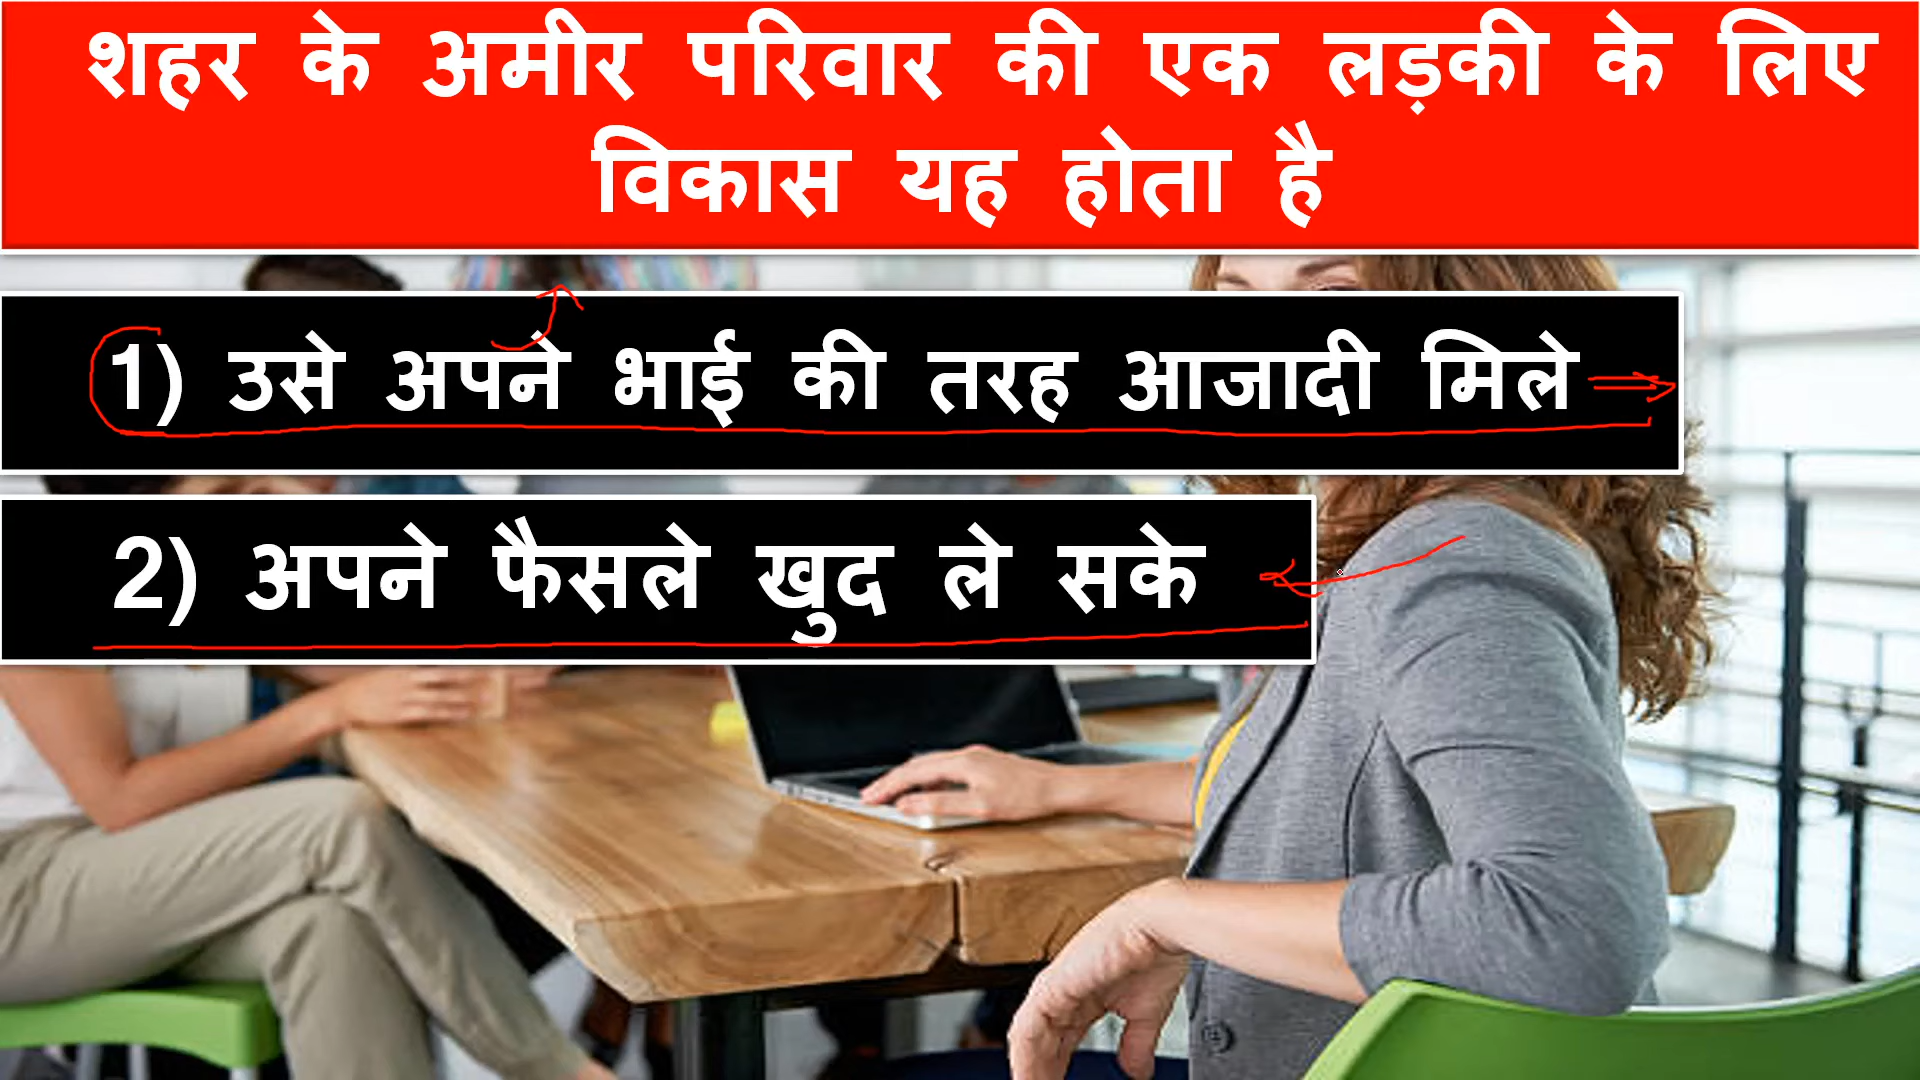 शहर के अमीर परिवार की एक लड़की के लिए
विकास यह होता है
1) उसे अपने भाई की तरह आजादी मिले
2) अपने फैसले खुद ले सके